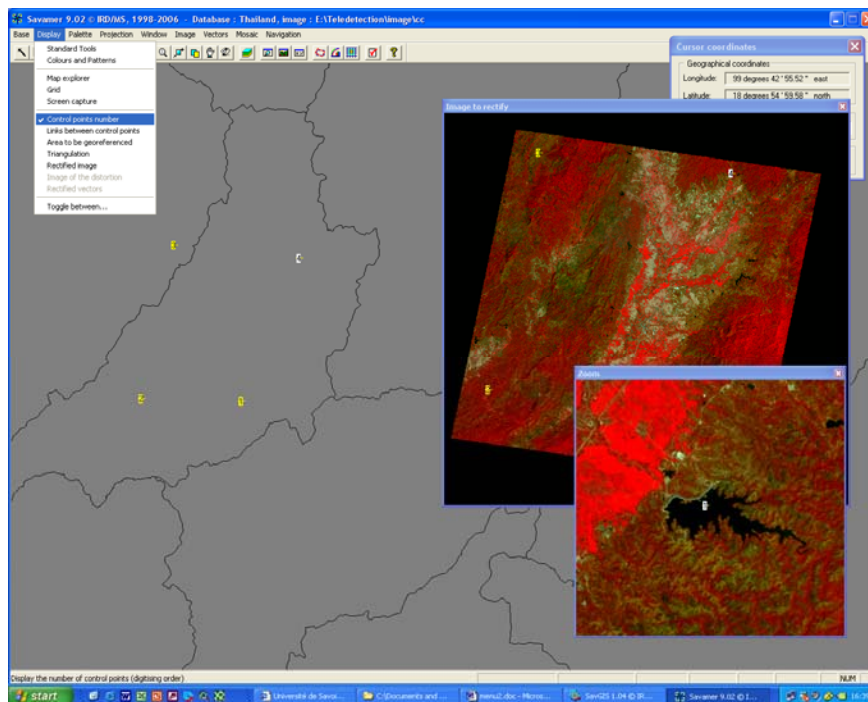 Savamer 9.02 © IRD/MS, 1998-2006 - Database : Thaïland, image : E:\Teledetection\image\cc
Base Display Palette Projection Window Image Vectors Mosaic Navigation
Standard Tools
Colours and Patterns
Map explorer
Grid
Screen capture
Control points number
Links between control points
Area to be georeferenced
Triangulation
Rectified image
Image of the distortion
Rectified vectors
Toggle between...
Cursor coordinates
Geographical coordinates
Longitude: 99 degrees 42 ' 55.52 " east
Latitude: 18 degrees 54 ' 59.58 " north
Image to rectify
3
4
2
1
Zoom
Display the number of control points (digitising order)
NUM
start
Université de Savoi...
C:\Documents and ...
menu2.doc - Micros...
SavGIS 1.04 © IR...
Savamer 9.02 © I...